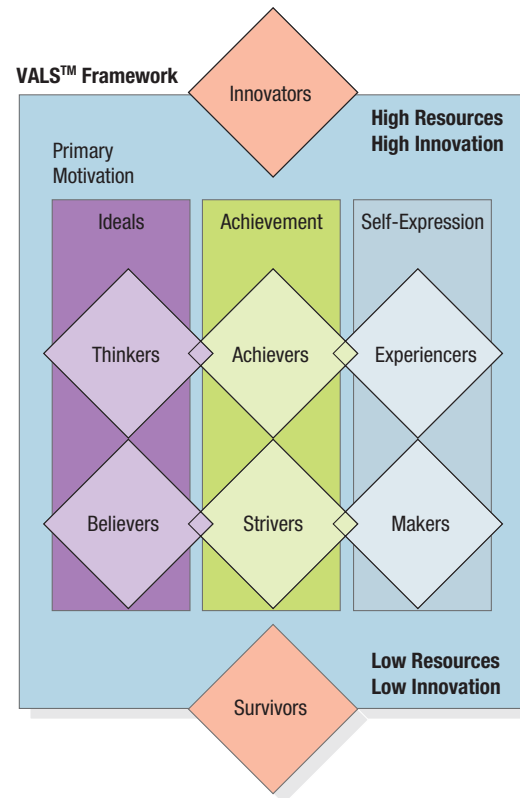 VALS™ Framework
Innovators
High Resources
High Innovation
Primary
Motivation
Ideals
Achievement
Self-Expression
Thinkers
Achievers
Experiencers
Believers
Strivers
Makers
Low Resources
Low Innovation
Survivors